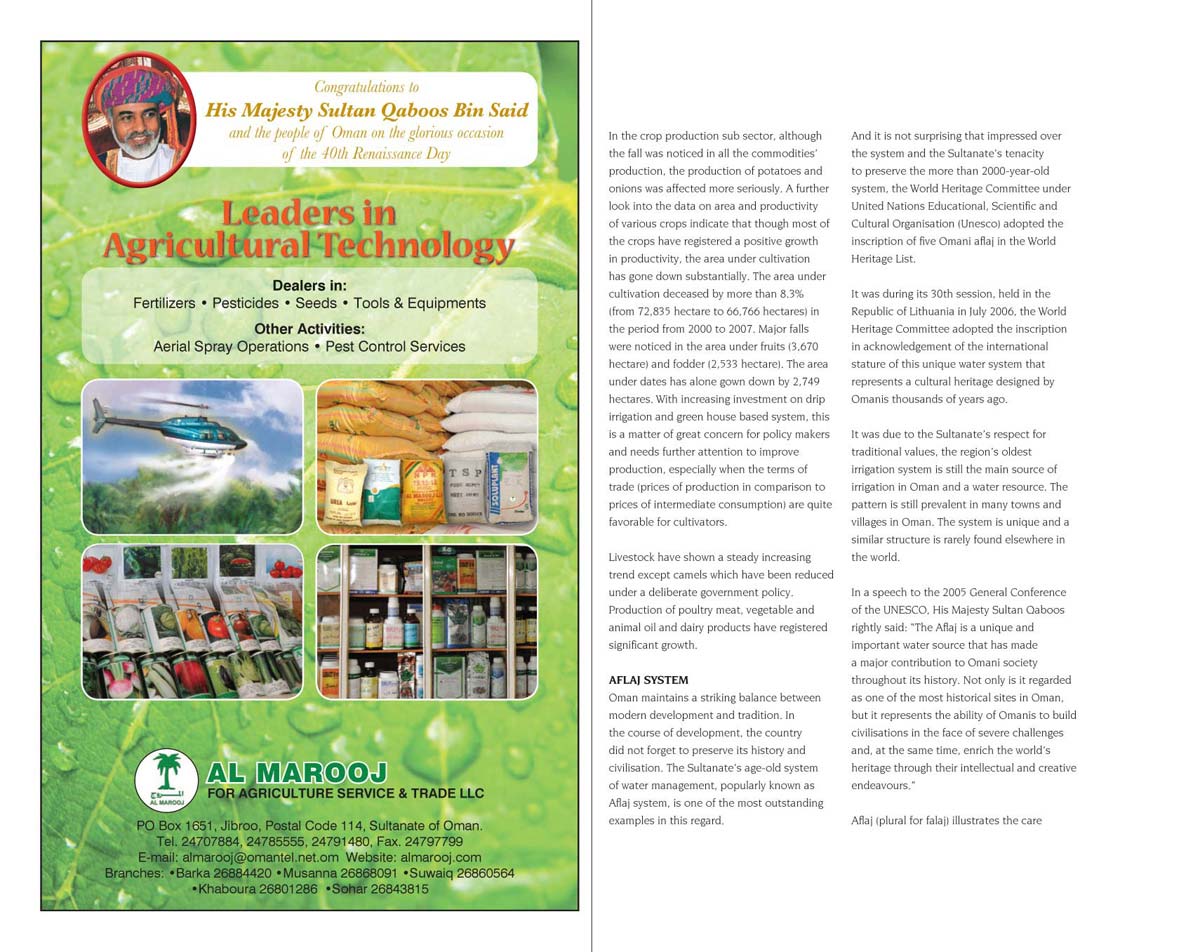 Congratulations to
His Majesty Sultan Qaboos Bin Said
and the people of Oman on the glorious occasion
of the 40th Renaissance Day
Leaders in
Agricultural Technology
Dealers in:
Fertilizers • Pesticides • Seeds • Tools & Equipments
Other Activities:
Aerial Spray Operations • Pest Control Services
T S P
SOLUPLANT
AL MAROOJ
AL MAROOJ
FOR AGRICULTURE SERVICE & TRADE LLC
PO Box 1651, Jibroo, Postal Code 114, Sultanate of Oman.
Tel. 24707884, 24785555, 24791480, Fax. 24797799
E-mail: almarooj@omantel.net.om Website: almarooj.com
Branches: •Barka 26884420 •Musanna 26868091 •Suwaiq 26860564
•Khaboura 26801286 •Sohar 26843815
In the crop production sub sector, although
the fall was noticed in all the commodities'
production, the production of potatoes and
onions was affected more seriously. A further
look into the data on area and productivity
of various crops indicate that though most of
the crops have registered a positive growth
in productivity, the area under cultivation
has gone down substantially. The area under
cultivation deceased by more than 8.3%
(from 72,835 hectare to 66,766 hectares) in
the period from 2000 to 2007. Major falls
were noticed in the area under fruits (3,670
hectare) and fodder (2,533 hectare). The area
under dates has alone gown down by 2,749
hectares. With increasing investment on drip
irrigation and green house based system, this
is a matter of great concern for policy makers
and needs further attention to improve
production, especially when the terms of
trade (prices of production in comparison to
prices of intermediate consumption) are quite
favorable for cultivators.
Livestock have shown a steady increasing
trend except camels which have been reduced
under a deliberate government policy.
Production of poultry meat, vegetable and
animal oil and dairy products have registered
significant growth.
AFLAJ SYSTEM
Oman maintains a striking balance between
modern development and tradition. In
the course of development, the country
did not forget to preserve its history and
civilisation. The Sultanate's age-old system
of water management, popularly known as
Aflaj system, is one of the most outstanding
examples in this regard.
And it is not surprising that impressed over
the system and the Sultanate's tenacity
to preserve the more than 2000-year-old
system, the World Heritage Committee under
United Nations Educational, Scientific and
Cultural Organisation (Unesco) adopted the
inscription of five Omani aflaj in the World
Heritage List.
It was during its 30th session, held in the
Republic of Lithuania in July 2006, the World
Heritage Committee adopted the inscription
in acknowledgement of the international
stature of this unique water system that
represents a cultural heritage designed by
Omanis thousands of years ago.
It was due to the Sultanate's respect for
traditional values, the region's oldest
irrigation system is still the main source of
irrigation in Oman and a water resource. The
pattern is still prevalent in many towns and
villages in Oman. The system is unique and a
similar structure is rarely found elsewhere in
the world.
In a speech to the 2005 General Conference
of the UNESCO, His Majesty Sultan Qaboos
rightly said: "The Aflaj is a unique and
important water source that has made
a major contribution to Omani society
throughout its history. Not only is it regarded
as one of the most historical sites in Oman,
but it represents the ability of Omanis to build
civilisations in the face of severe challenges
and, at the same time, enrich the world's
heritage through their intellectual and creative
endeavours."
Aflaj (plural for falaj) illustrates the care